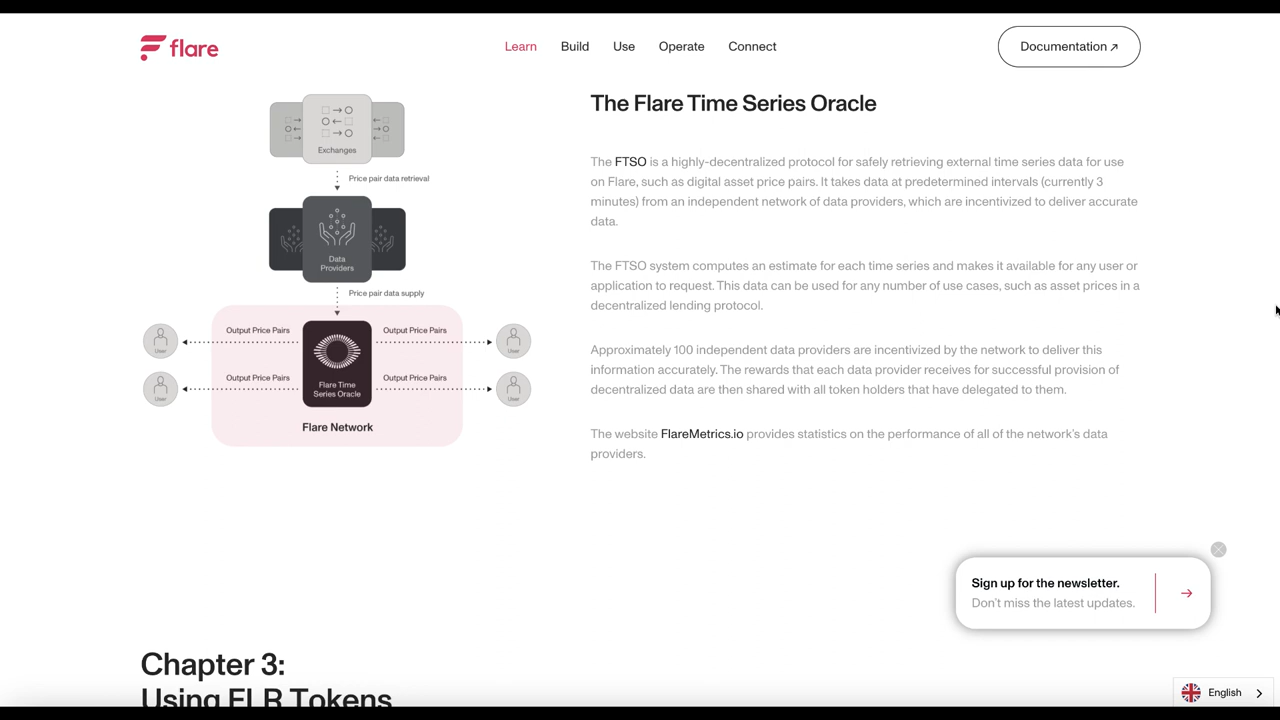 flare
Learn
Build
Use
Operate
Connect
Documentation ↗
Exchanges
Price pair data retrieval
Data
Providers
Price pair data supply
Output Price Pairs
Output Price Pairs
User
User
Output Price Pairs
Output Price Pairs
User
User
Flare Time
Series Oracle
Flare Network
The Flare Time Series Oracle
The FTSO is a highly-decentralized protocol for safely retrieving external time series data for use
on Flare, such as digital asset price pairs. It takes data at predetermined intervals (currently 3
minutes) from an independent network of data providers, which are incentivized to deliver accurate
data.
The FTSO system computes an estimate for each time series and makes it available for any user or
application to request. This data can be used for any number of use cases, such as asset prices in a
decentralized lending protocol.
Approximately 100 independent data providers are incentivized by the network to deliver this
information accurately. The rewards that each data provider receives for successful provision of
decentralized data are then shared with all token holders that have delegated to them.
The website FlareMetrics.io provides statistics on the performance of all of the network's data
providers.
Sign up for the newsletter.
Don't miss the latest updates.
Chapter 3:
Using FLR Tokens
English